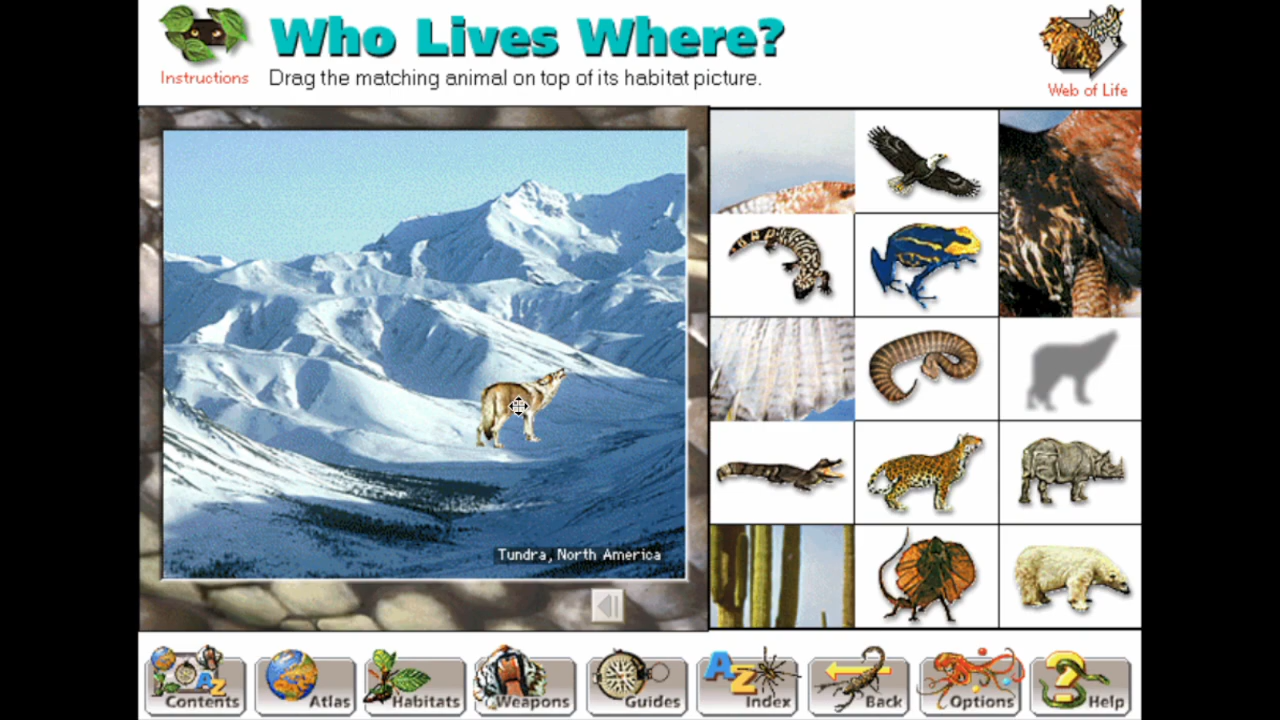 Who Lives Where?
Instructions
Drag the matching animal on top of its habitat picture.
Web of Life
Tundra, North America
Contents
Atlas
Habitats
Weapons
Guides
AZ
Index
Back
Options
?
Help